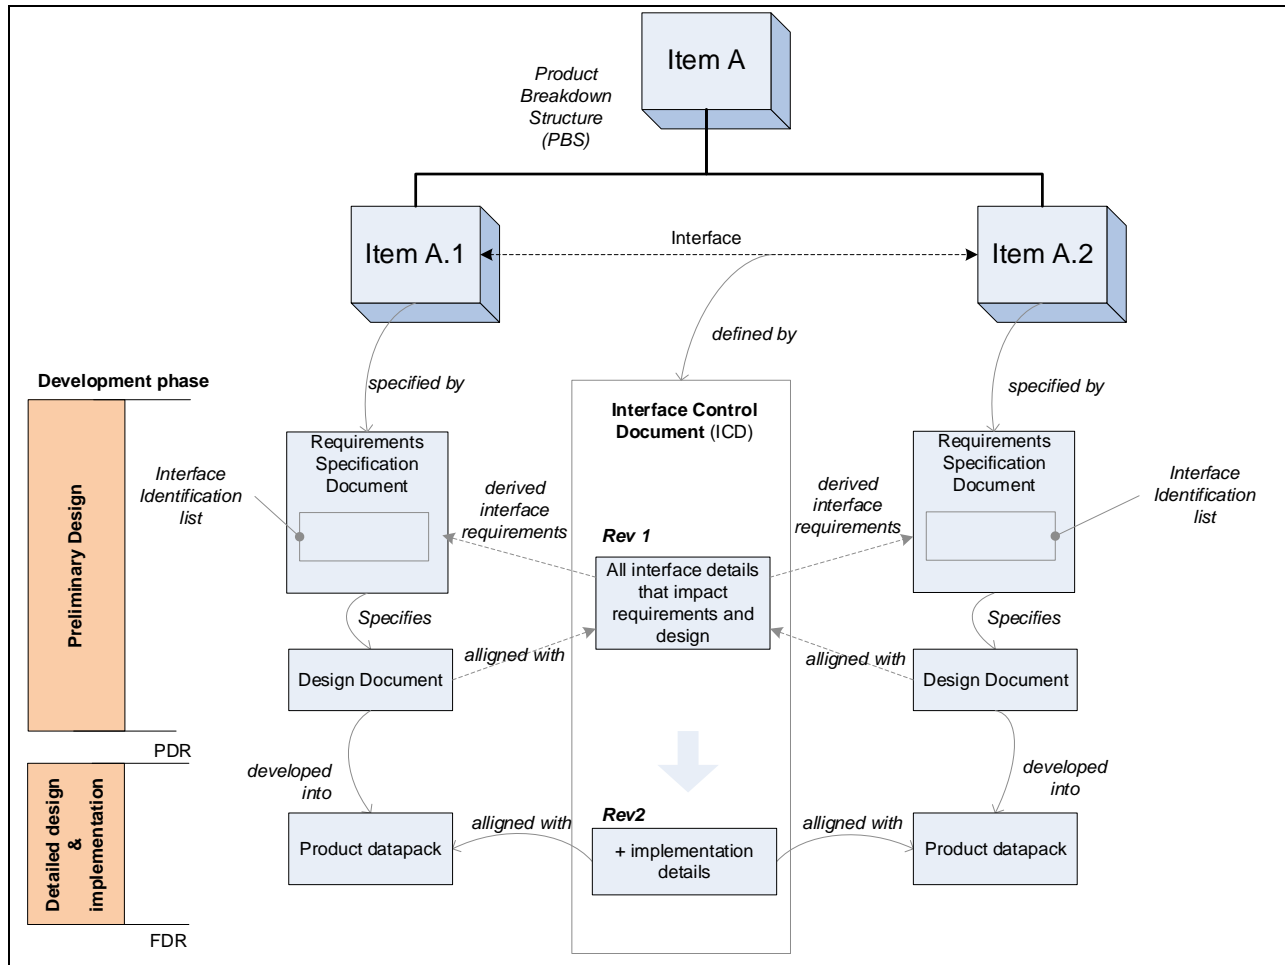 Item A
Product
Breakdown
Structure
(PBS)
Item A.1
Interface
Item A.2
defined by
Development phase
specified by
specified by
Interface Control
Document (ICD)
Requirements
Specification
Document
Requirements
Specification
Document
Interface
Identification
list
derived
interface
requirements
derived
interface
requirements
Interface
Identification
list
Preliminary Design
Rev 1
All interface details
that impact
requirements and
design
Specifies
Specifies
alligned with
alligned with
Design Document
Design Document
PDR
developed
into
developed
into
Detailed design
&
implementation
Rev2
alligned with
alligned with
Product datapack
+ implementation
details
Product datapack
FDR